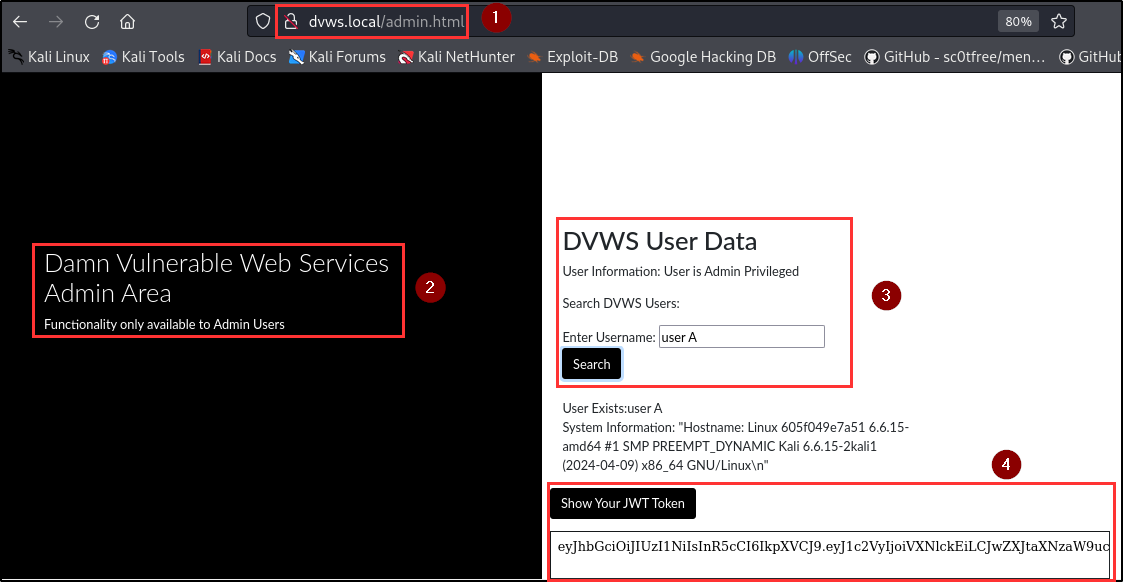 dvws.local/admin.html
1
80%
Kali Linux
Kali Tools
Kali Docs
Kali Forums
Kali NetHunter
Exploit-DB
Google Hacking DB
OffSec
GitHub - sc0tfree/men…
GitHub
Damn Vulnerable Web Services
Admin Area
Functionality only available to Admin Users
2
DVWS User Data
User Information: User is Admin Privileged
Search DVWS Users:
Enter Username: user A
Search
3
User Exists:user A
System Information: "Hostname: Linux 605f049e7a51 6.6.15-
amd64 #1 SMP PREEMPT_DYNAMIC Kali 6.6.15-2kali1
(2024-04-09) x86_64 GNU/Linux\n"
4
Show Your JWT Token
eyJhbGciOiJIUzI1NiIsInR5cCI6IkpXVCJ9.eyJ1c2VyIjoiVXNlckEiLCJwZXJtaXNzaW9uc